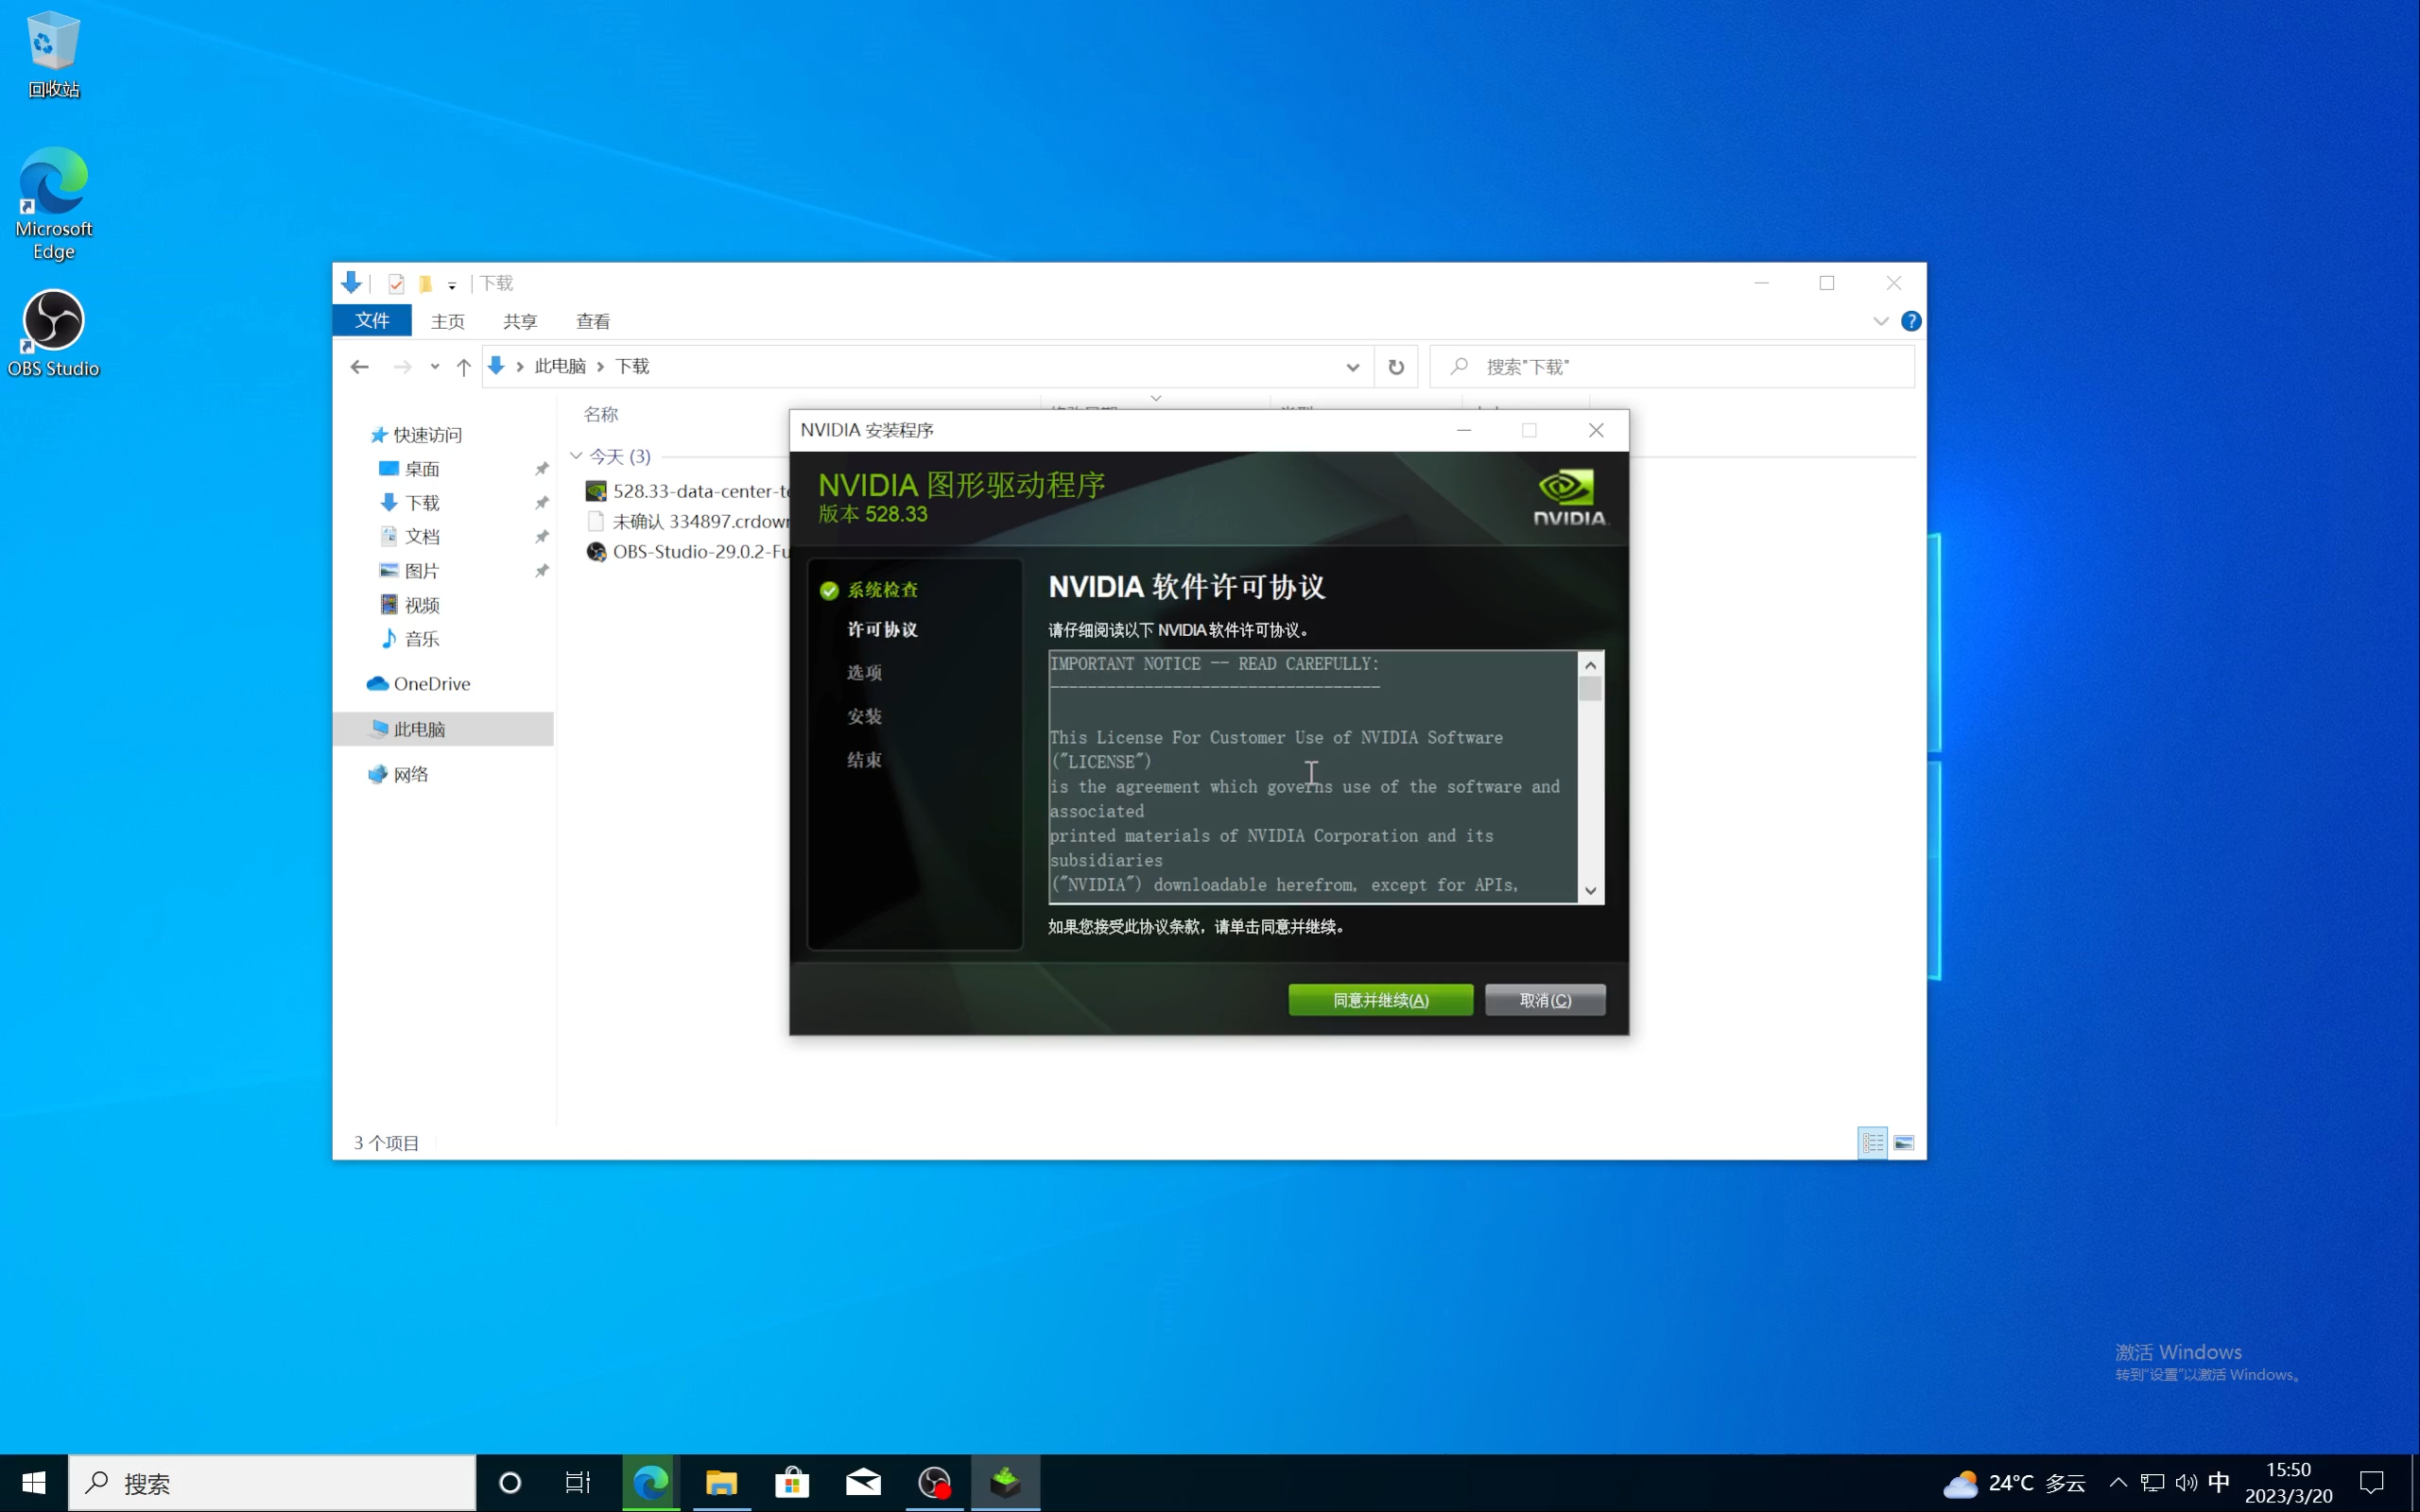 回收站
Microsoft
Edge
OBS Studio
下载
文件
主页
共享
查看
此电脑
下载
搜索"下载"
名称
今天 (3)
528.33-data-center-te
未确认 334897.crdown
OBS-Studio-29.0.2-Fu
快速访问
桌面
下载
文档
图片
视频
音乐
OneDrive
此电脑
网络
3 个项目
NVIDIA 安装程序
NVIDIA 图形驱动程序
版本 528.33
NVIDIA.
系统检查
许可协议
选项
安装
结束
NVIDIA 软件许可协议
请仔细阅读以下 NVIDIA 软件许可协议。
IMPORTANT NOTICE -- READ CAREFULLY:
-----------------------------------
This License For Customer Use of NVIDIA Software
("LICENSE")
is the agreement which governs use of the software and
associated
printed materials of NVIDIA Corporation and its
subsidiaries
("NVIDIA") downloadable herefrom, except for APIs,
如果您接受此协议条款，请单击同意并继续。
同意并继续(A)
取消(C)
激活 Windows
转到"设置"以激活 Windows。
搜索
24°C 多云
中
15:50
2023/3/20